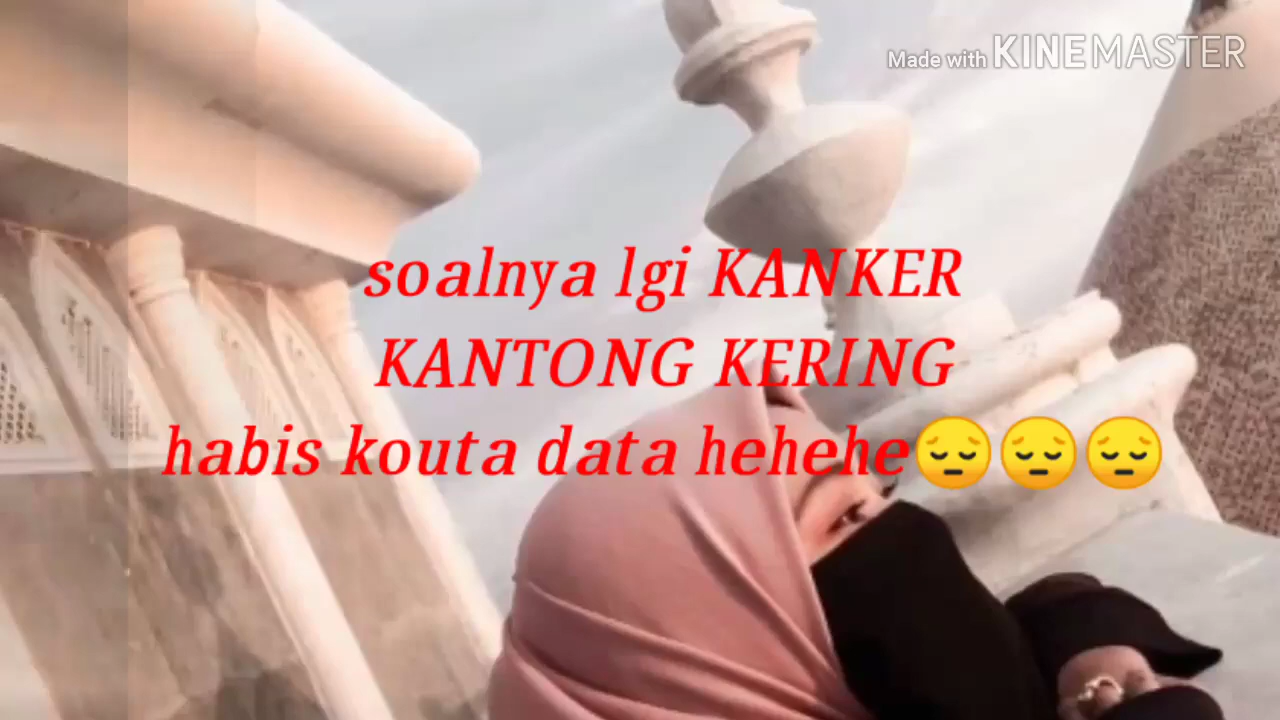 Made with KINEMASTER
soalnya lgi KANKER
KANTONG KERING
habis kouta data hehehe😔😔😔